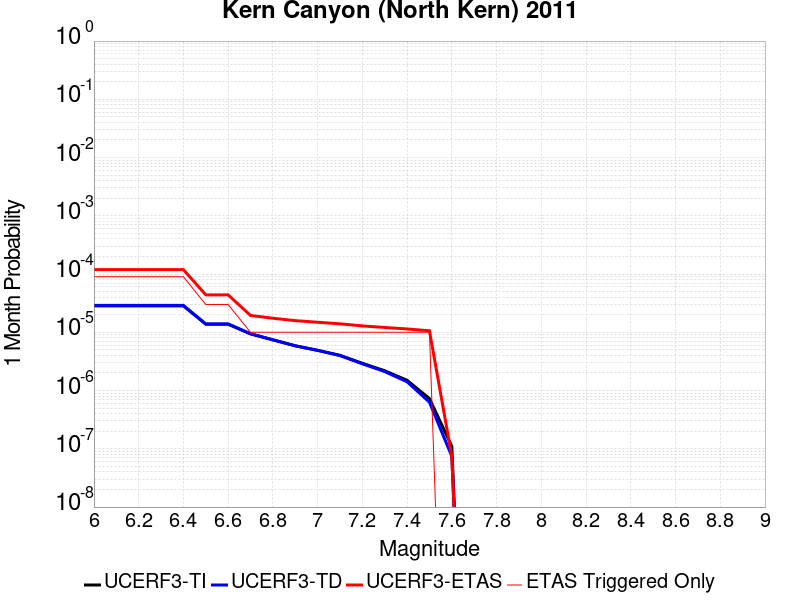 Kern Canyon (North Kern) 2011
10^0
10^-1
10^-2
10^-3
10^-4
10^-5
10^-6
10^-7
10^-8
1 Month Probability
6 6.2 6.4 6.6 6.8 7 7.2 7.4 7.6 7.8 8 8.2 8.4 8.6 8.8 9
Magnitude
UCERF3-TI UCERF3-TD UCERF3-ETAS ETAS Triggered Only